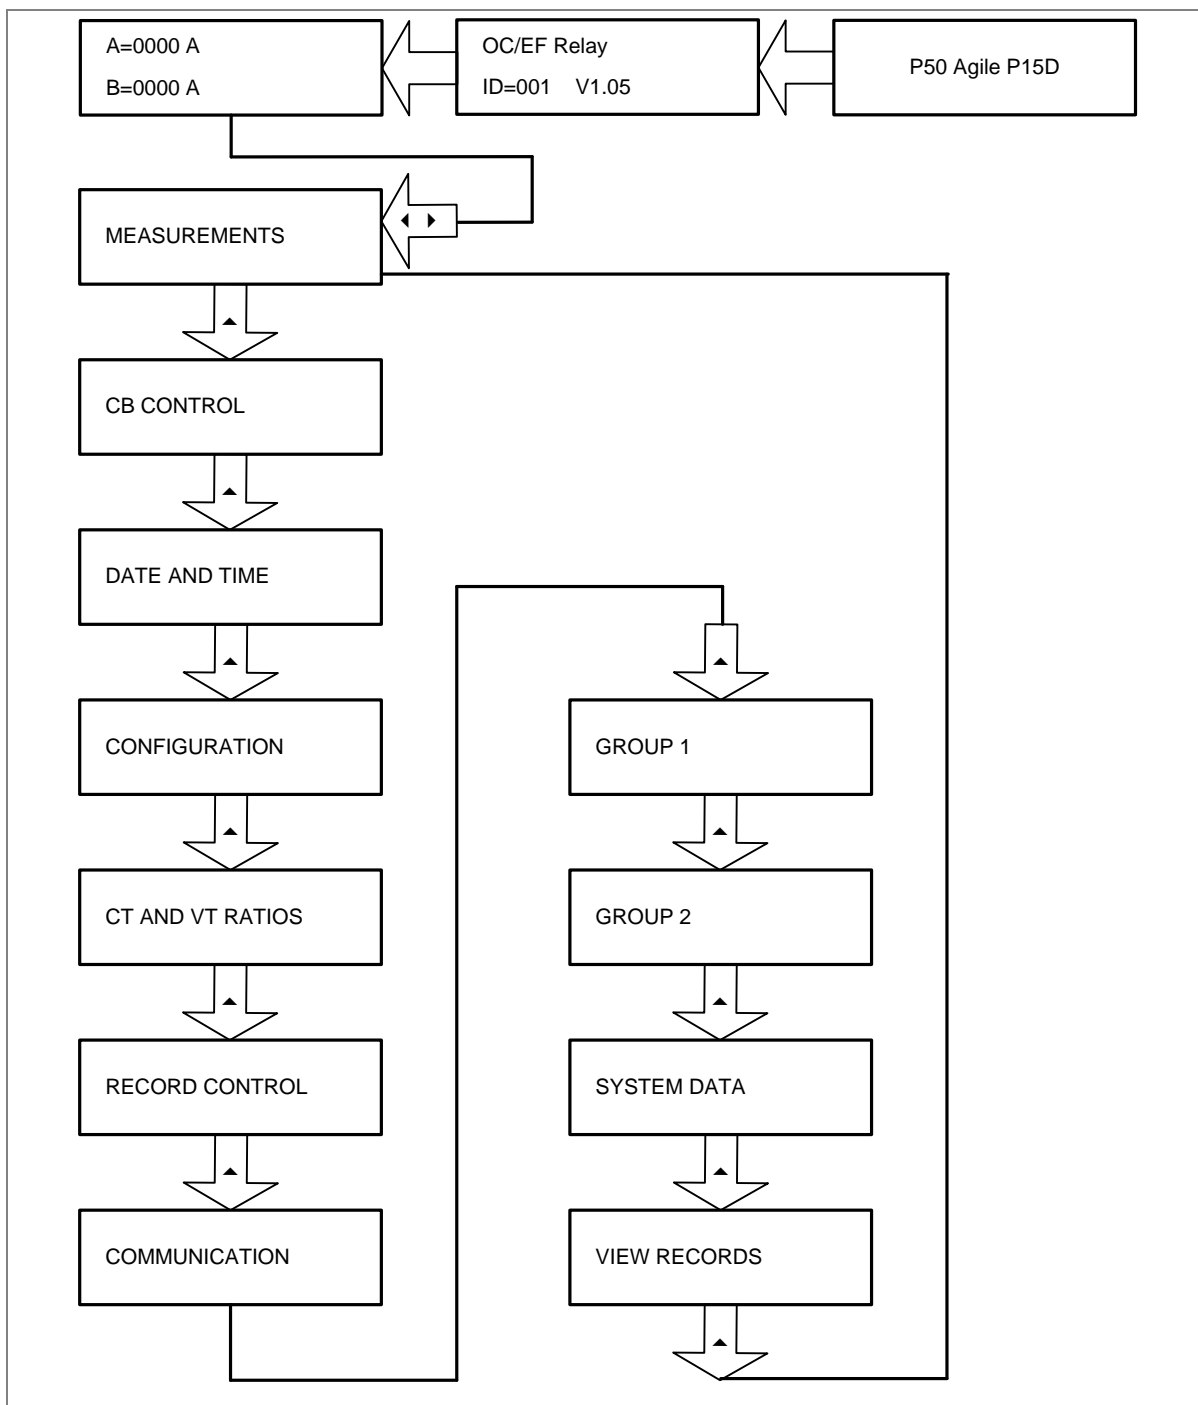 A=0000 A
B=0000 A
OC/EF Relay
ID=001 V1.05
P50 Agile P15D
MEASUREMENTS
CB CONTROL
DATE AND TIME
CONFIGURATION
CT AND VT RATIOS
RECORD CONTROL
COMMUNICATION
GROUP 1
GROUP 2
SYSTEM DATA
VIEW RECORDS